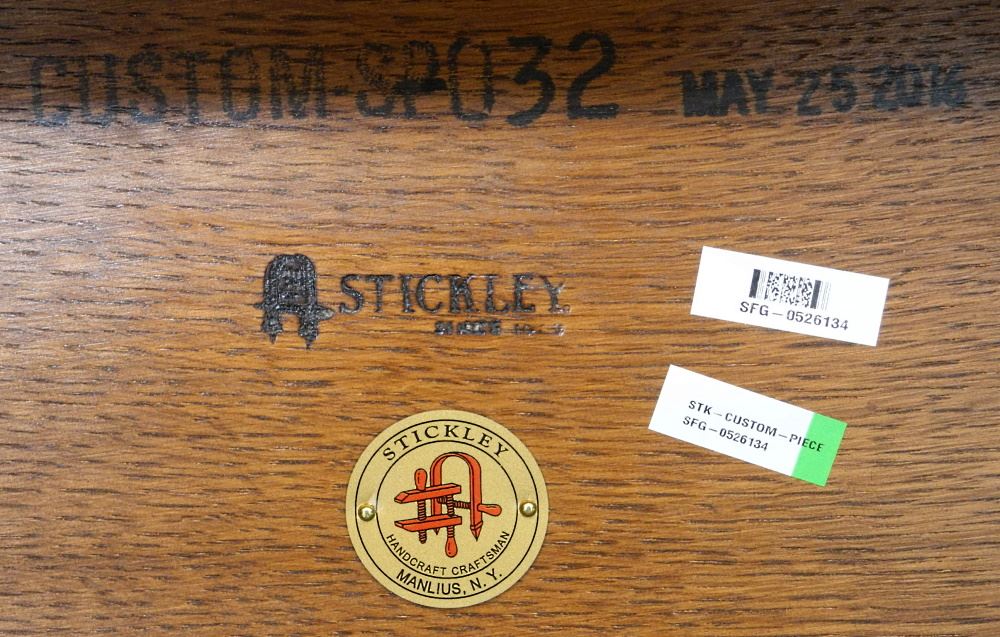 CUSTOM-SP032
MAY 25 2016
STICKLEY
SFG-0526134
STK-CUSTOM-PIECE
SFG-0526134
STICKLEY
HANDCRAFT CRAFTSMAN
MANLIUS, N.Y.